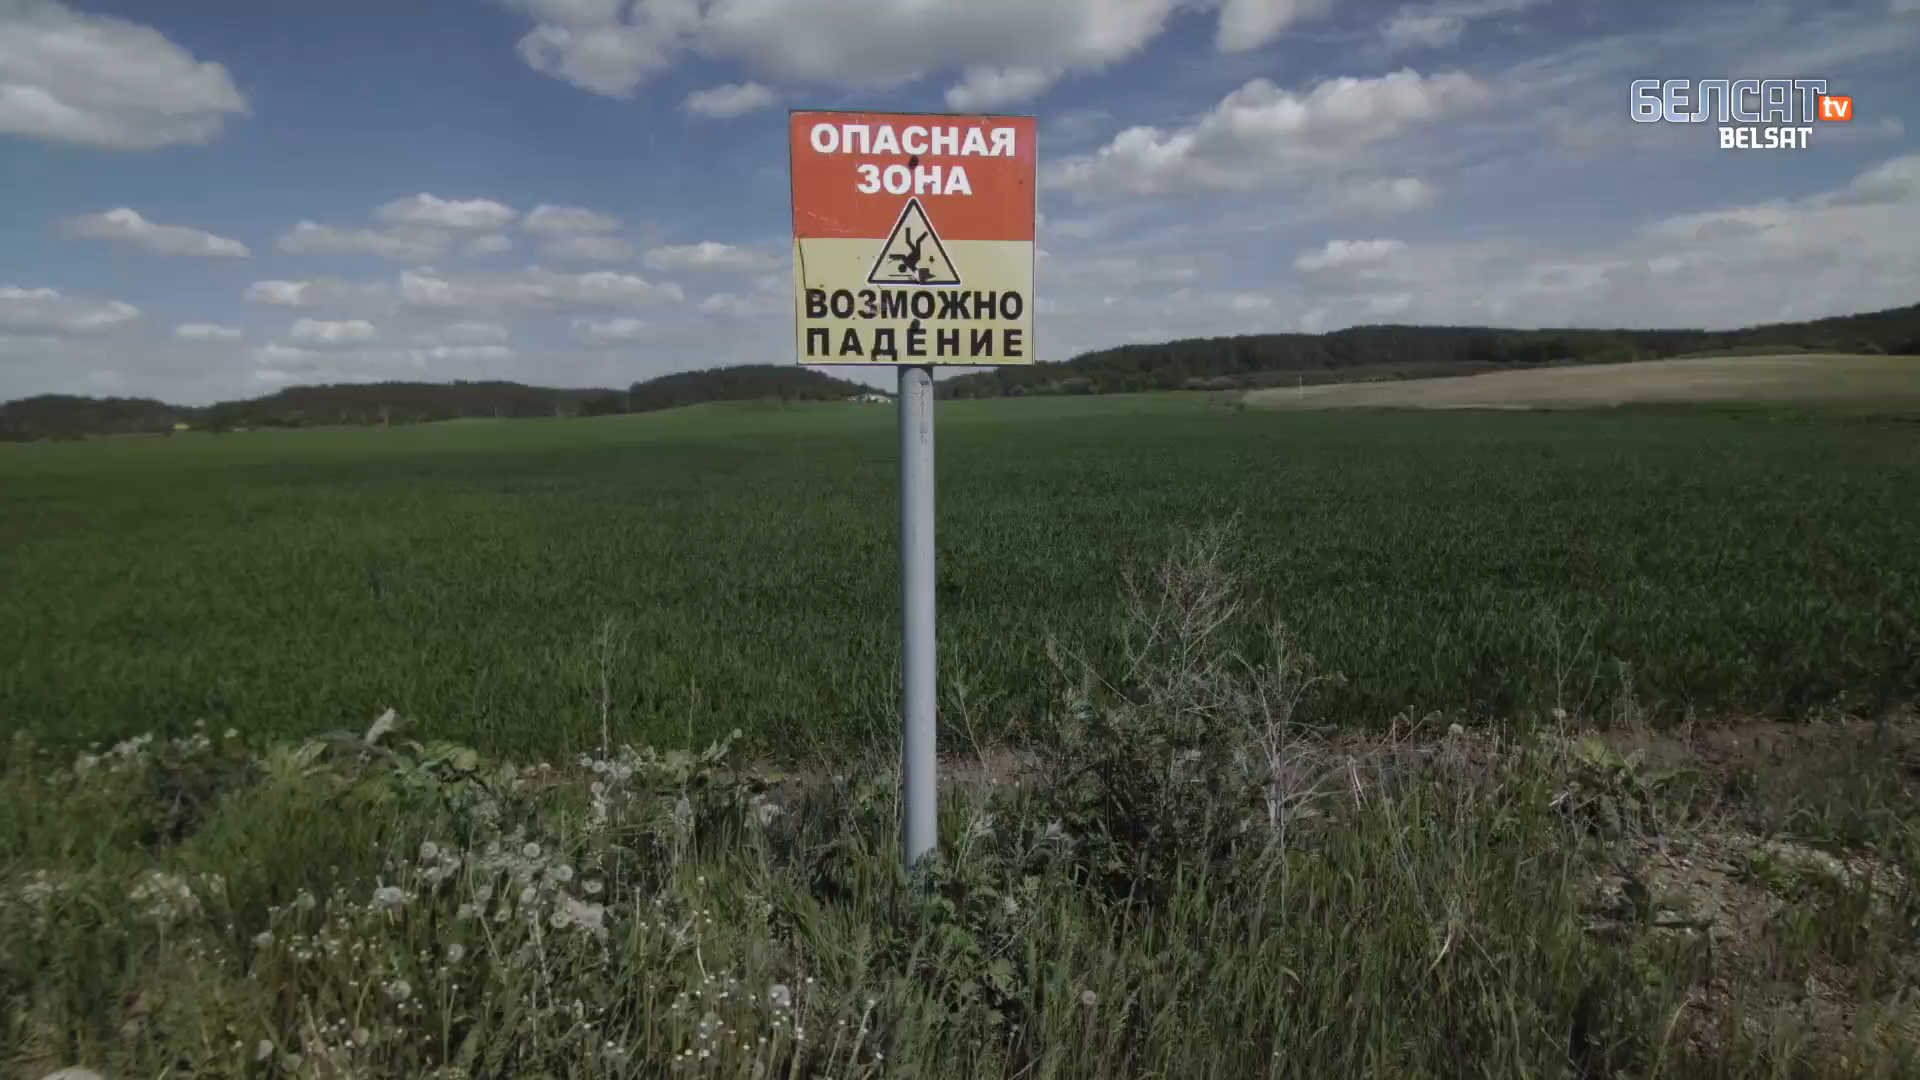 БЕЛСАТ tv
BELSAT
ОПАСНАЯ
ЗОНА
ВОЗМОЖНО
ПАДЕНИЕ